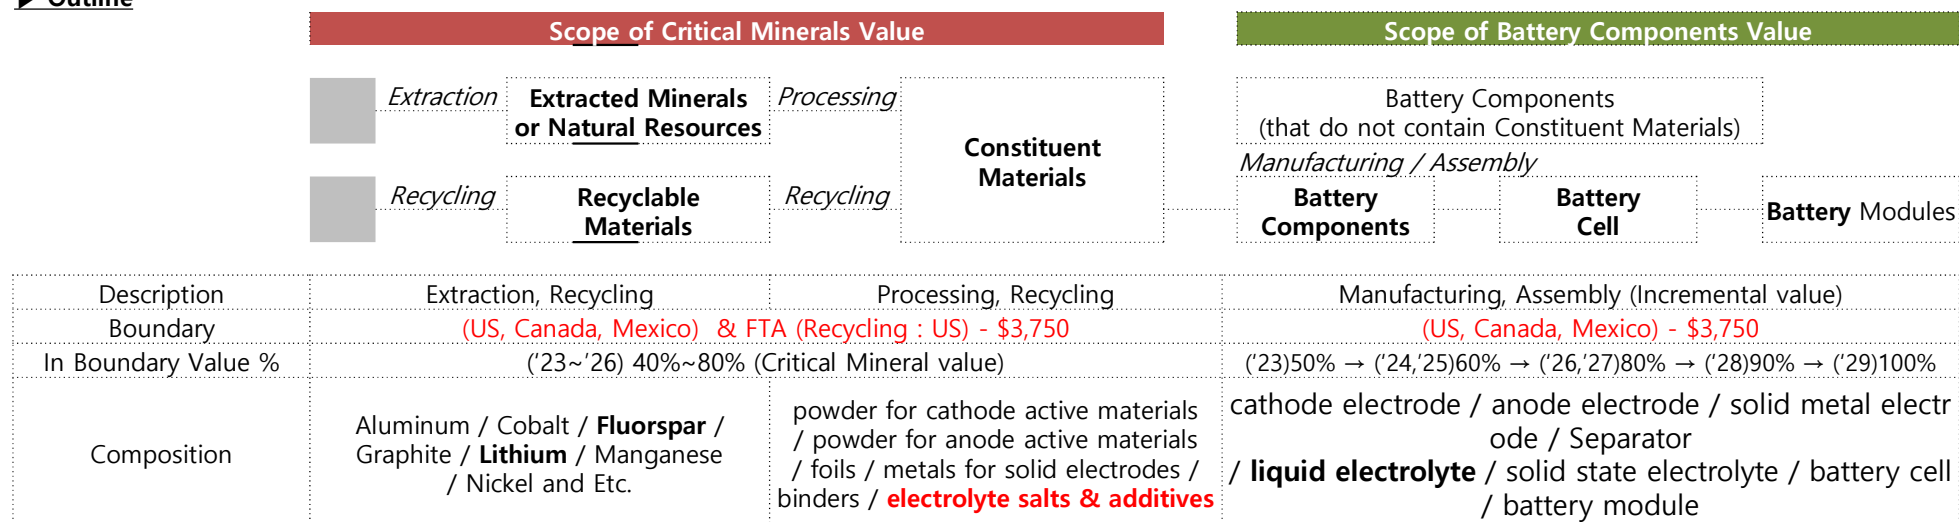 ▶ Outline
Scope of Critical Minerals Value
Scope of Battery Components Value
Extraction
Extracted Minerals
or Natural Resources
Processing
Constituent
Materials
Recycling
Recyclable
Materials
Recycling
Battery Components
(that do not contain Constituent Materials)
Manufacturing / Assembly
Battery
Components
Battery
Cell
Battery Modules
Description
Extraction, Recycling
Processing, Recycling
Manufacturing, Assembly (Incremental value)
Boundary
(US, Canada, Mexico) & FTA (Recycling : US) - $3,750
(US, Canada, Mexico) - $3,750
In Boundary Value %
(’23~’26) 40%~80% (Critical Mineral value)
(’23)50% → (’24,’25)60% → (’26,’27)80% → (’28)90% → (’29)100%
Composition
Aluminum / Cobalt / Fluorspar /
Graphite / Lithium / Manganese
/ Nickel and Etc.
powder for cathode active materials
/ powder for anode active materials
/ foils / metals for solid electrodes /
binders / electrolyte salts & additives
cathode electrode / anode electrode / solid metal electr
ode / Separator
/ liquid electrolyte / solid state electrolyte / battery cell
/ battery module